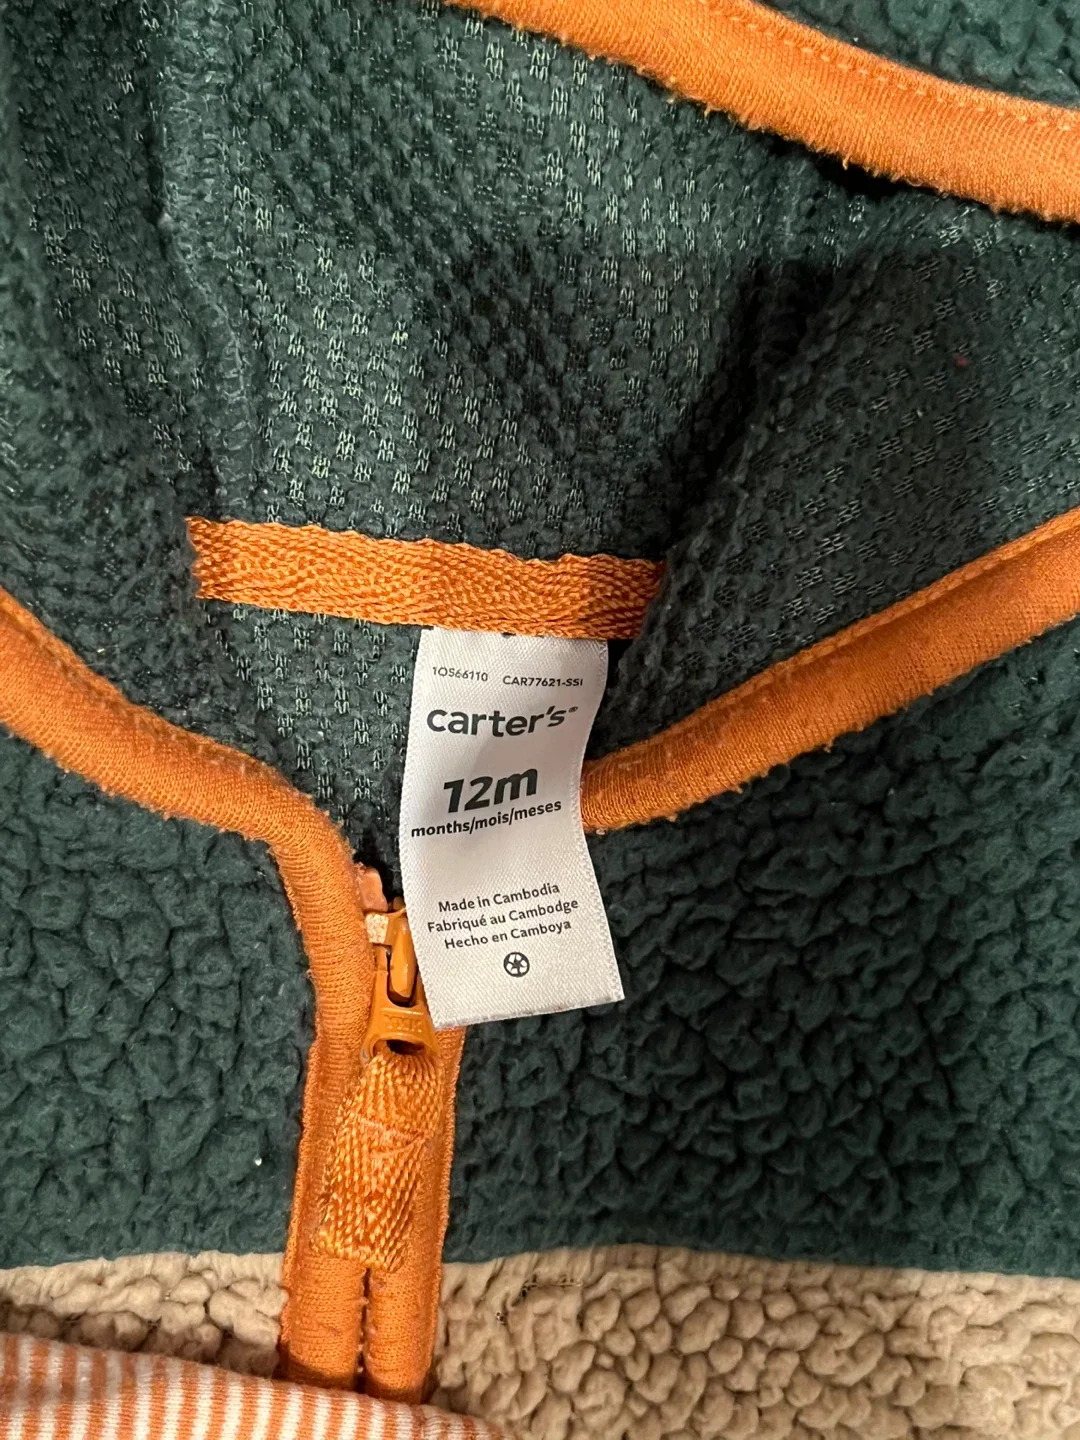 1OS66110 CAR77621-SSI
carter's®
12m
months/mois/meses
Made in Cambodia
Fabriqué au Cambodge
Hecho en Camboya